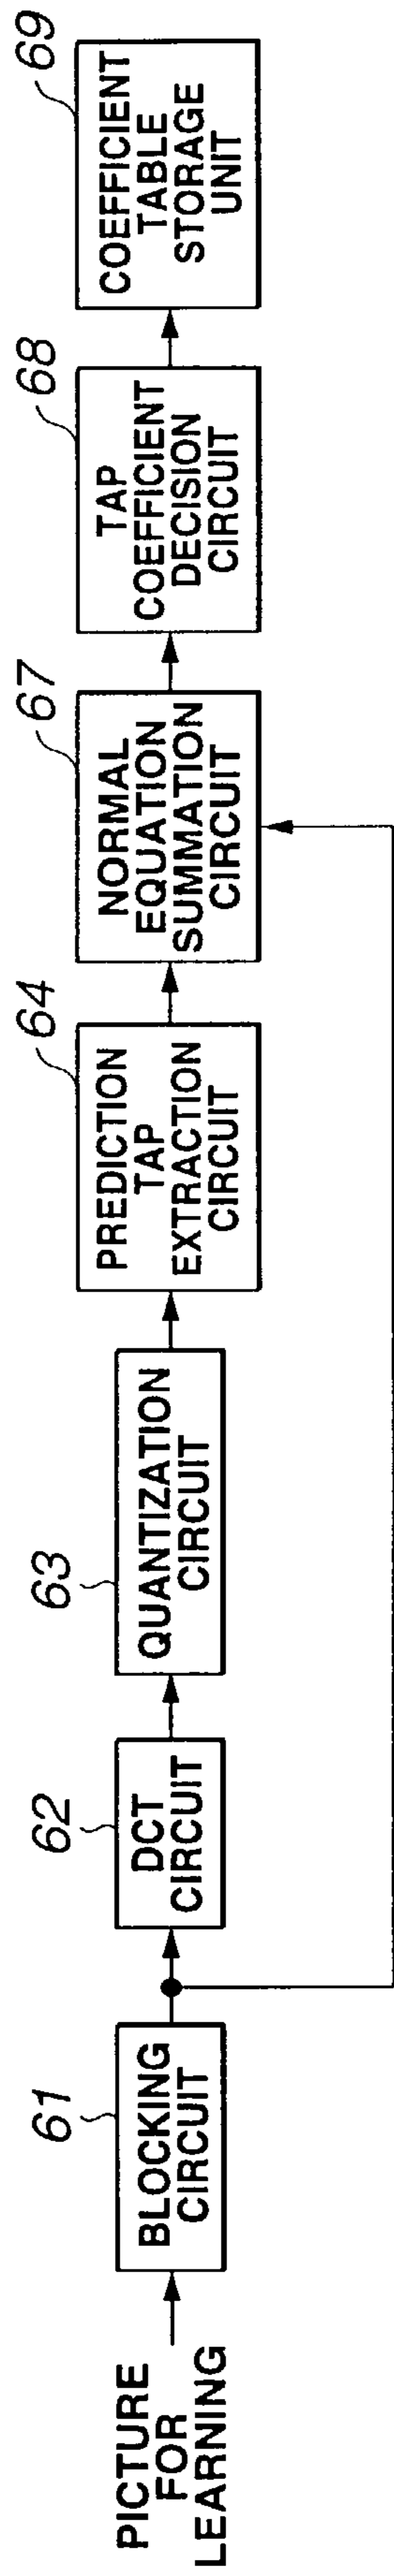 PICTURE
FOR
LEARNING
61
BLOCKING
CIRCUIT
62
DCT
CIRCUIT
63
QUANTIZATION
CIRCUIT
64
PREDICTION
TAP
EXTRACTION
CIRCUIT
67
NORMAL
EQUATION
SUMMATION
CIRCUIT
68
TAP
COEFFICIENT
DECISION
CIRCUIT
69
COEFFICIENT
TABLE
STORAGE
UNIT